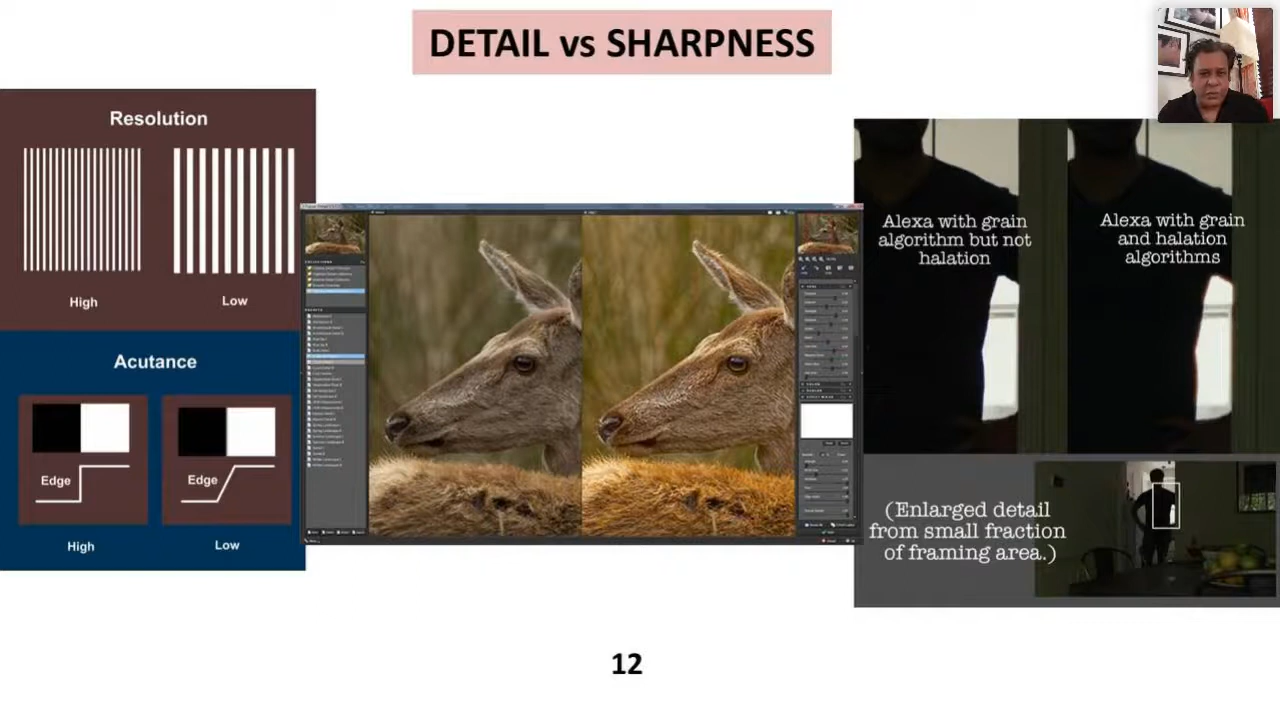 DETAIL vs SHARPNESS
Resolution
High
Low
Acutance
Edge
Edge
High
Low
Alexa with grain
algorithm but not
halation
Alexa with grain
and halation
algorithms
(Enlarged detail
from small fraction
of framing area.)
12